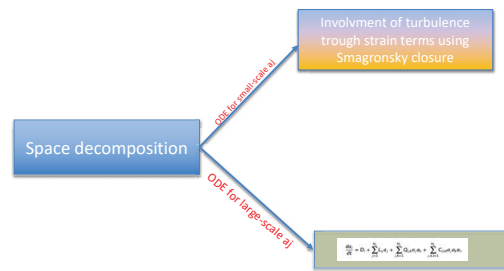 Involvment of turbulence
trough strain terms using
Smagronsky closure
ODE for small-scale aj
Space decomposition
ODE for large-scale aj